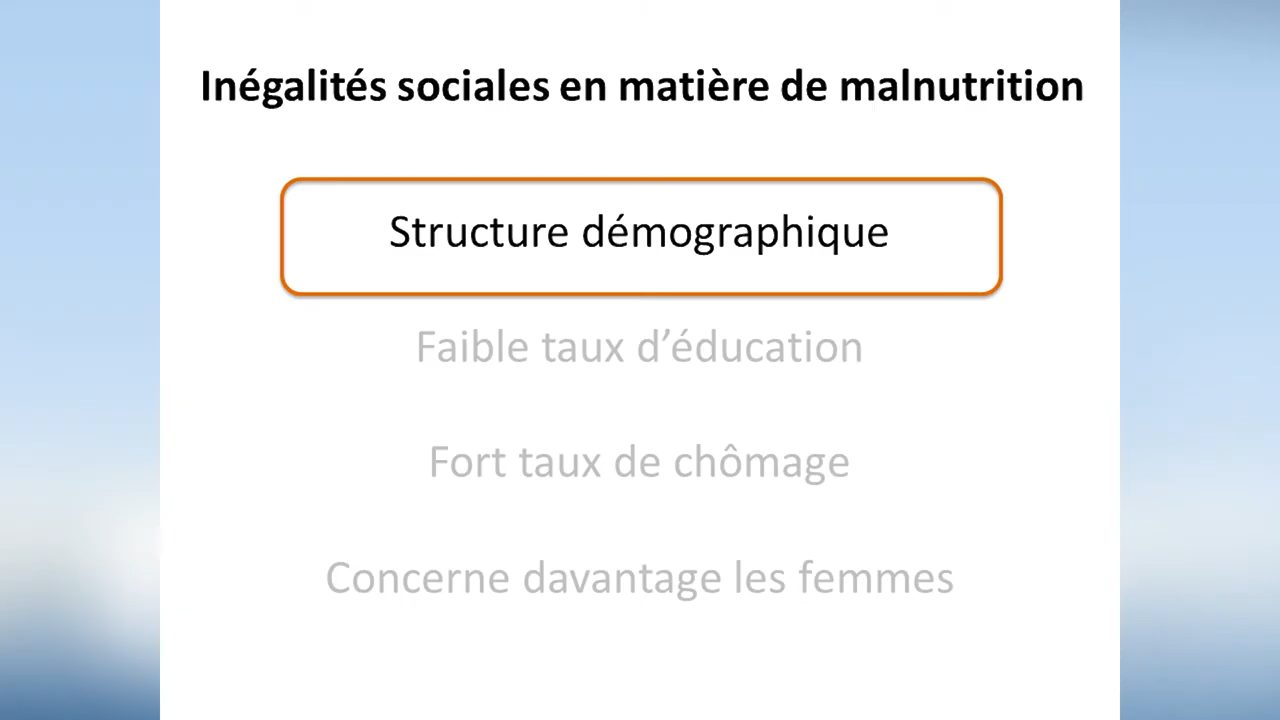 Inégalités sociales en matière de malnutrition
Structure démographique
Faible taux d’éducation
Fort taux de chômage
Concerne davantage les femmes